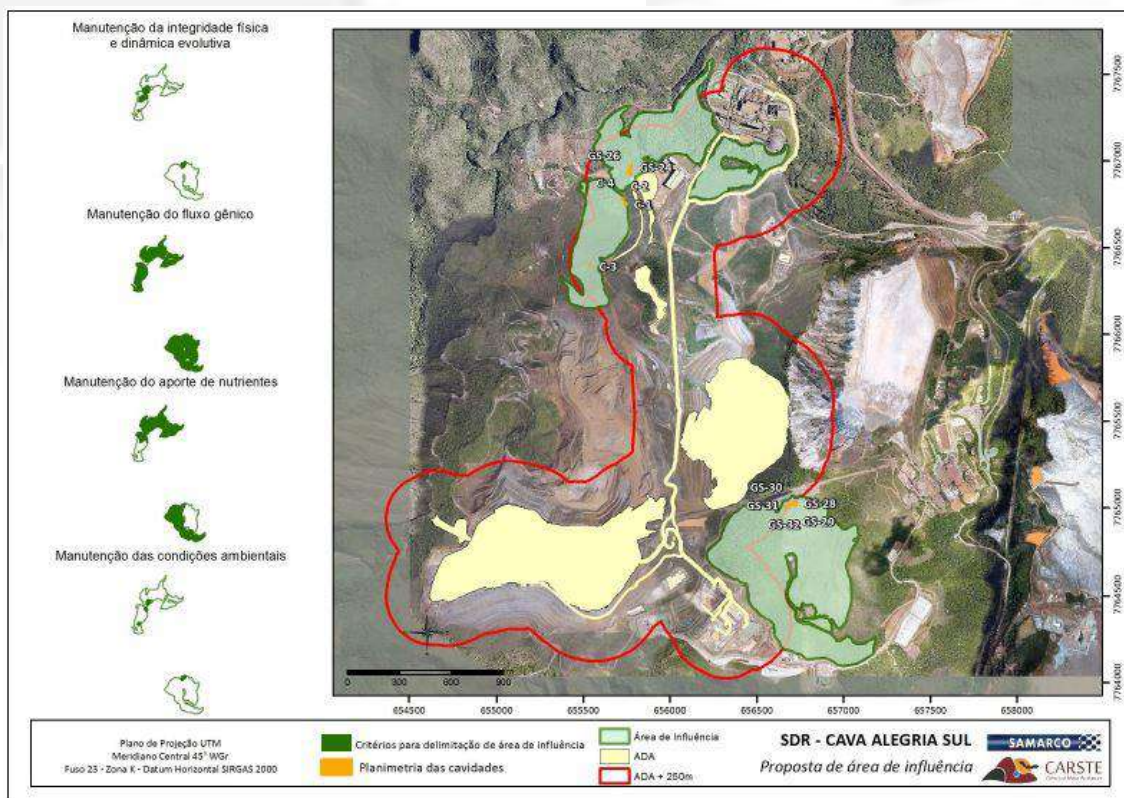 Manutenção da integridade física
e dinâmica evolutiva
Manutenção do fluxo gênico
Manutenção do aporte de nutrientes
Manutenção das condições ambientais
GS-26
GS-24
C-4
C-2
C-1
C-3
GS-30
GS-31
GS-28
GS-32
GS-29
7767500
7767000
7766500
7766000
7765500
7765000
7764500
7764000
0 300 600 900
654500 655000 655500 656000 656500 657000 657500 658000
Plano de Projeção UTM
Meridiano Central 45° WGr
Fuso 23 - Zona K - Datum Horizontal SIRGAS 2000
Critérios para delimitação de área de influência
Planimetria das cavidades
Área de Influência
ADA
ADA + 250m
SDR - CAVA ALEGRIA SUL
Proposta de área de influência
SAMARCO
CARSTE